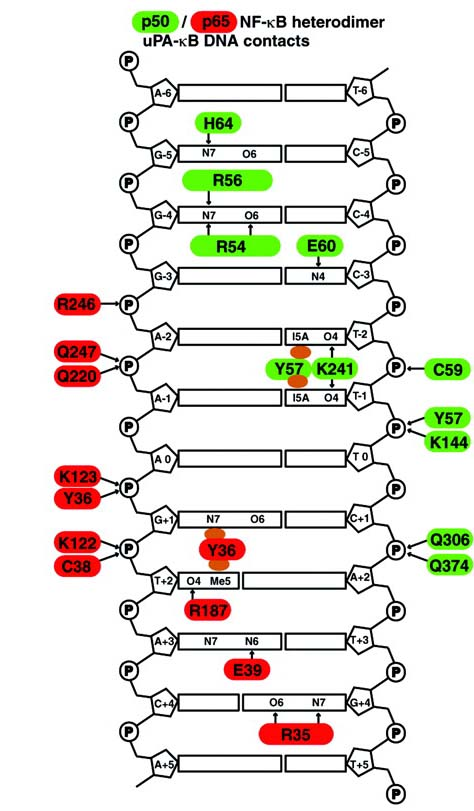 p50 / p65 NF-κB heterodimer
uPA-κB DNA contacts
P
A-6 T-6
P P
H64
G-5 N7 O6 C-5
P P
R56
G-4 N7 O6 C-4
P P
R54 E60
G-3 N4 C-3
R246 P P
A-2 I5A O4 T-2
Q247 P Y57 K241 P C59
Q220
A-1 I5A O4 T-1
P P Y57
K144
A 0 T 0
K123 P P
Y36
G+1 N7 O6 C+1
K122 P Y36 P Q306
C38 Q374
T+2 O4 Me5 A+2
P R187 P
A+3 N7 N6 T+3
P E39 P
C+4 O6 N7 G+4
P R35 P
A+5 T+5
P